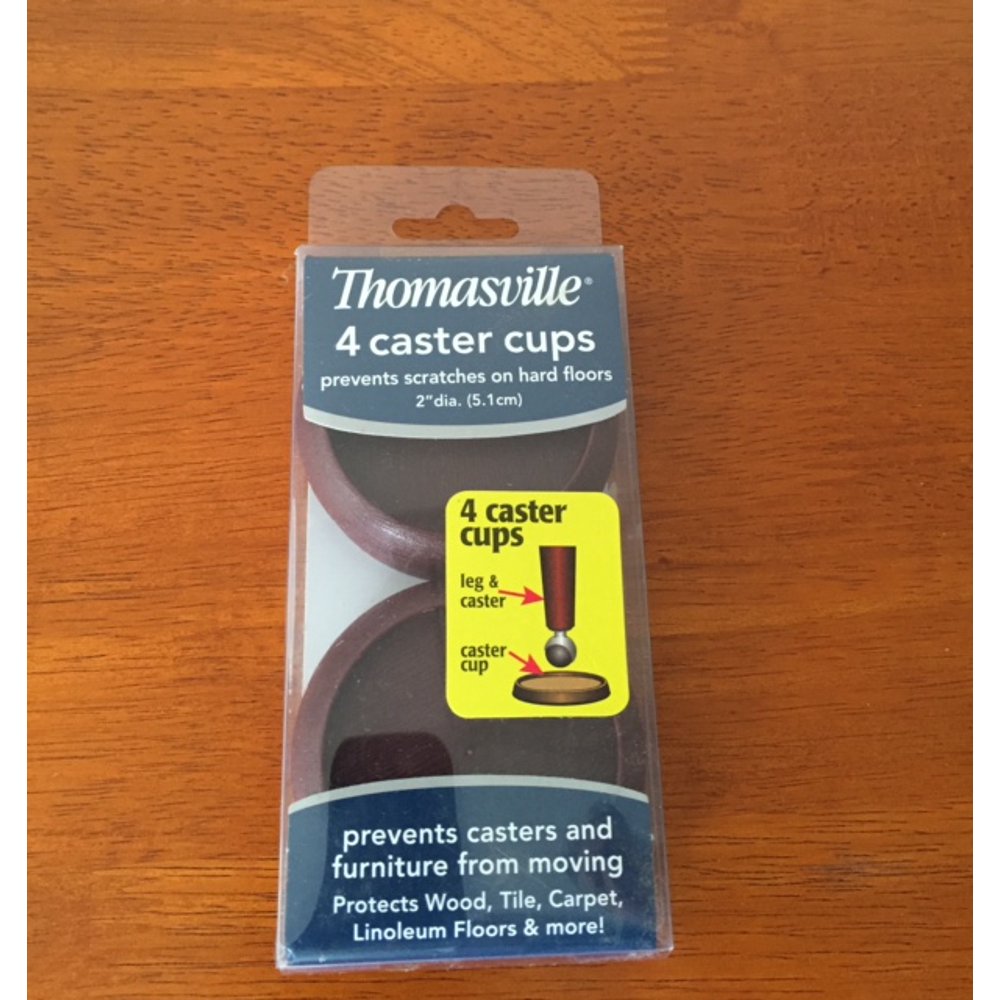 Thomasville®
4 caster cups
prevents scratches on hard floors
2" dia. (5.1cm)
4 caster
cups
leg &
caster
caster
cup
prevents casters and
furniture from moving
Protects Wood, Tile, Carpet,
Linoleum Floors & more!